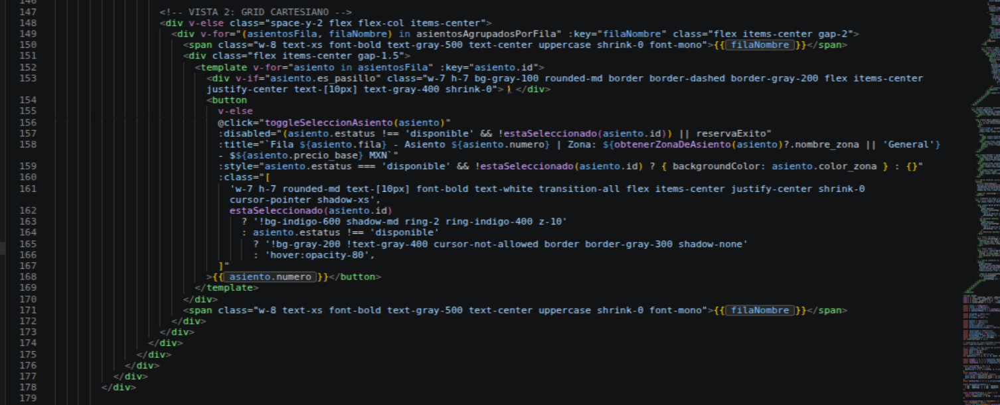 146
147 <!-- VISTA 2: GRID CARTESIANO -->
148 <div v-else class="space-y-2 flex flex-col items-center">
149 <div v-for="(asientosFila, filaNombre) in asientosAgrupadosPorFila" :key="filaNombre" class="flex items-center gap-2">
150 <span class="w-8 text-xs font-bold text-gray-500 text-center uppercase shrink-0 font-mono">{{ filaNombre }}</span>
151 <div class="flex items-center gap-1.5">
152 <template v-for="asiento in asientosFila" :key="asiento.id">
153 <div v-if="asiento.es_pasillo" class="w-7 h-7 bg-gray-100 rounded-md border border-dashed border-gray-200 flex items-center
justify-center text-[10px] text-gray-400 shrink-0"> </div>
154 <button
155 v-else
156 @click="toggleSeleccionAsiento(asiento)"
157 :disabled="(asiento.estatus !== 'disponible' && !estaSeleccionado(asiento.id)) || reservaExito"
158 :title="`Fila ${asiento.fila} - Asiento ${asiento.numero} | Zona: ${obtenerZonaDeAsiento(asiento)?.nombre_zona || 'General'}
- $${asiento.precio_base} MXN`"
159 :style="asiento.estatus === 'disponible' && !estaSeleccionado(asiento.id) ? { backgroundColor: asiento.color_zona } : {}"
160 :class="[
161 'w-7 h-7 rounded-md text-[10px] font-bold text-white transition-all flex items-center justify-center shrink-0
cursor-pointer shadow-xs',
162 estaSeleccionado(asiento.id)
163 ? '!bg-indigo-600 shadow-md ring-2 ring-indigo-400 z-10'
164 : asiento.estatus !== 'disponible'
165 ? '!bg-gray-200 !text-gray-400 cursor-not-allowed border border-gray-300 shadow-none'
166 : 'hover:opacity-80',
167 ]"
168 >{{ asiento.numero }}</button>
169 </template>
170 </div>
171 <span class="w-8 text-xs font-bold text-gray-500 text-center uppercase shrink-0 font-mono">{{ filaNombre }}</span>
172 </div>
173 </div>
174 </div>
175 </div>
176 </div>
177 </div>
178 </div>
179